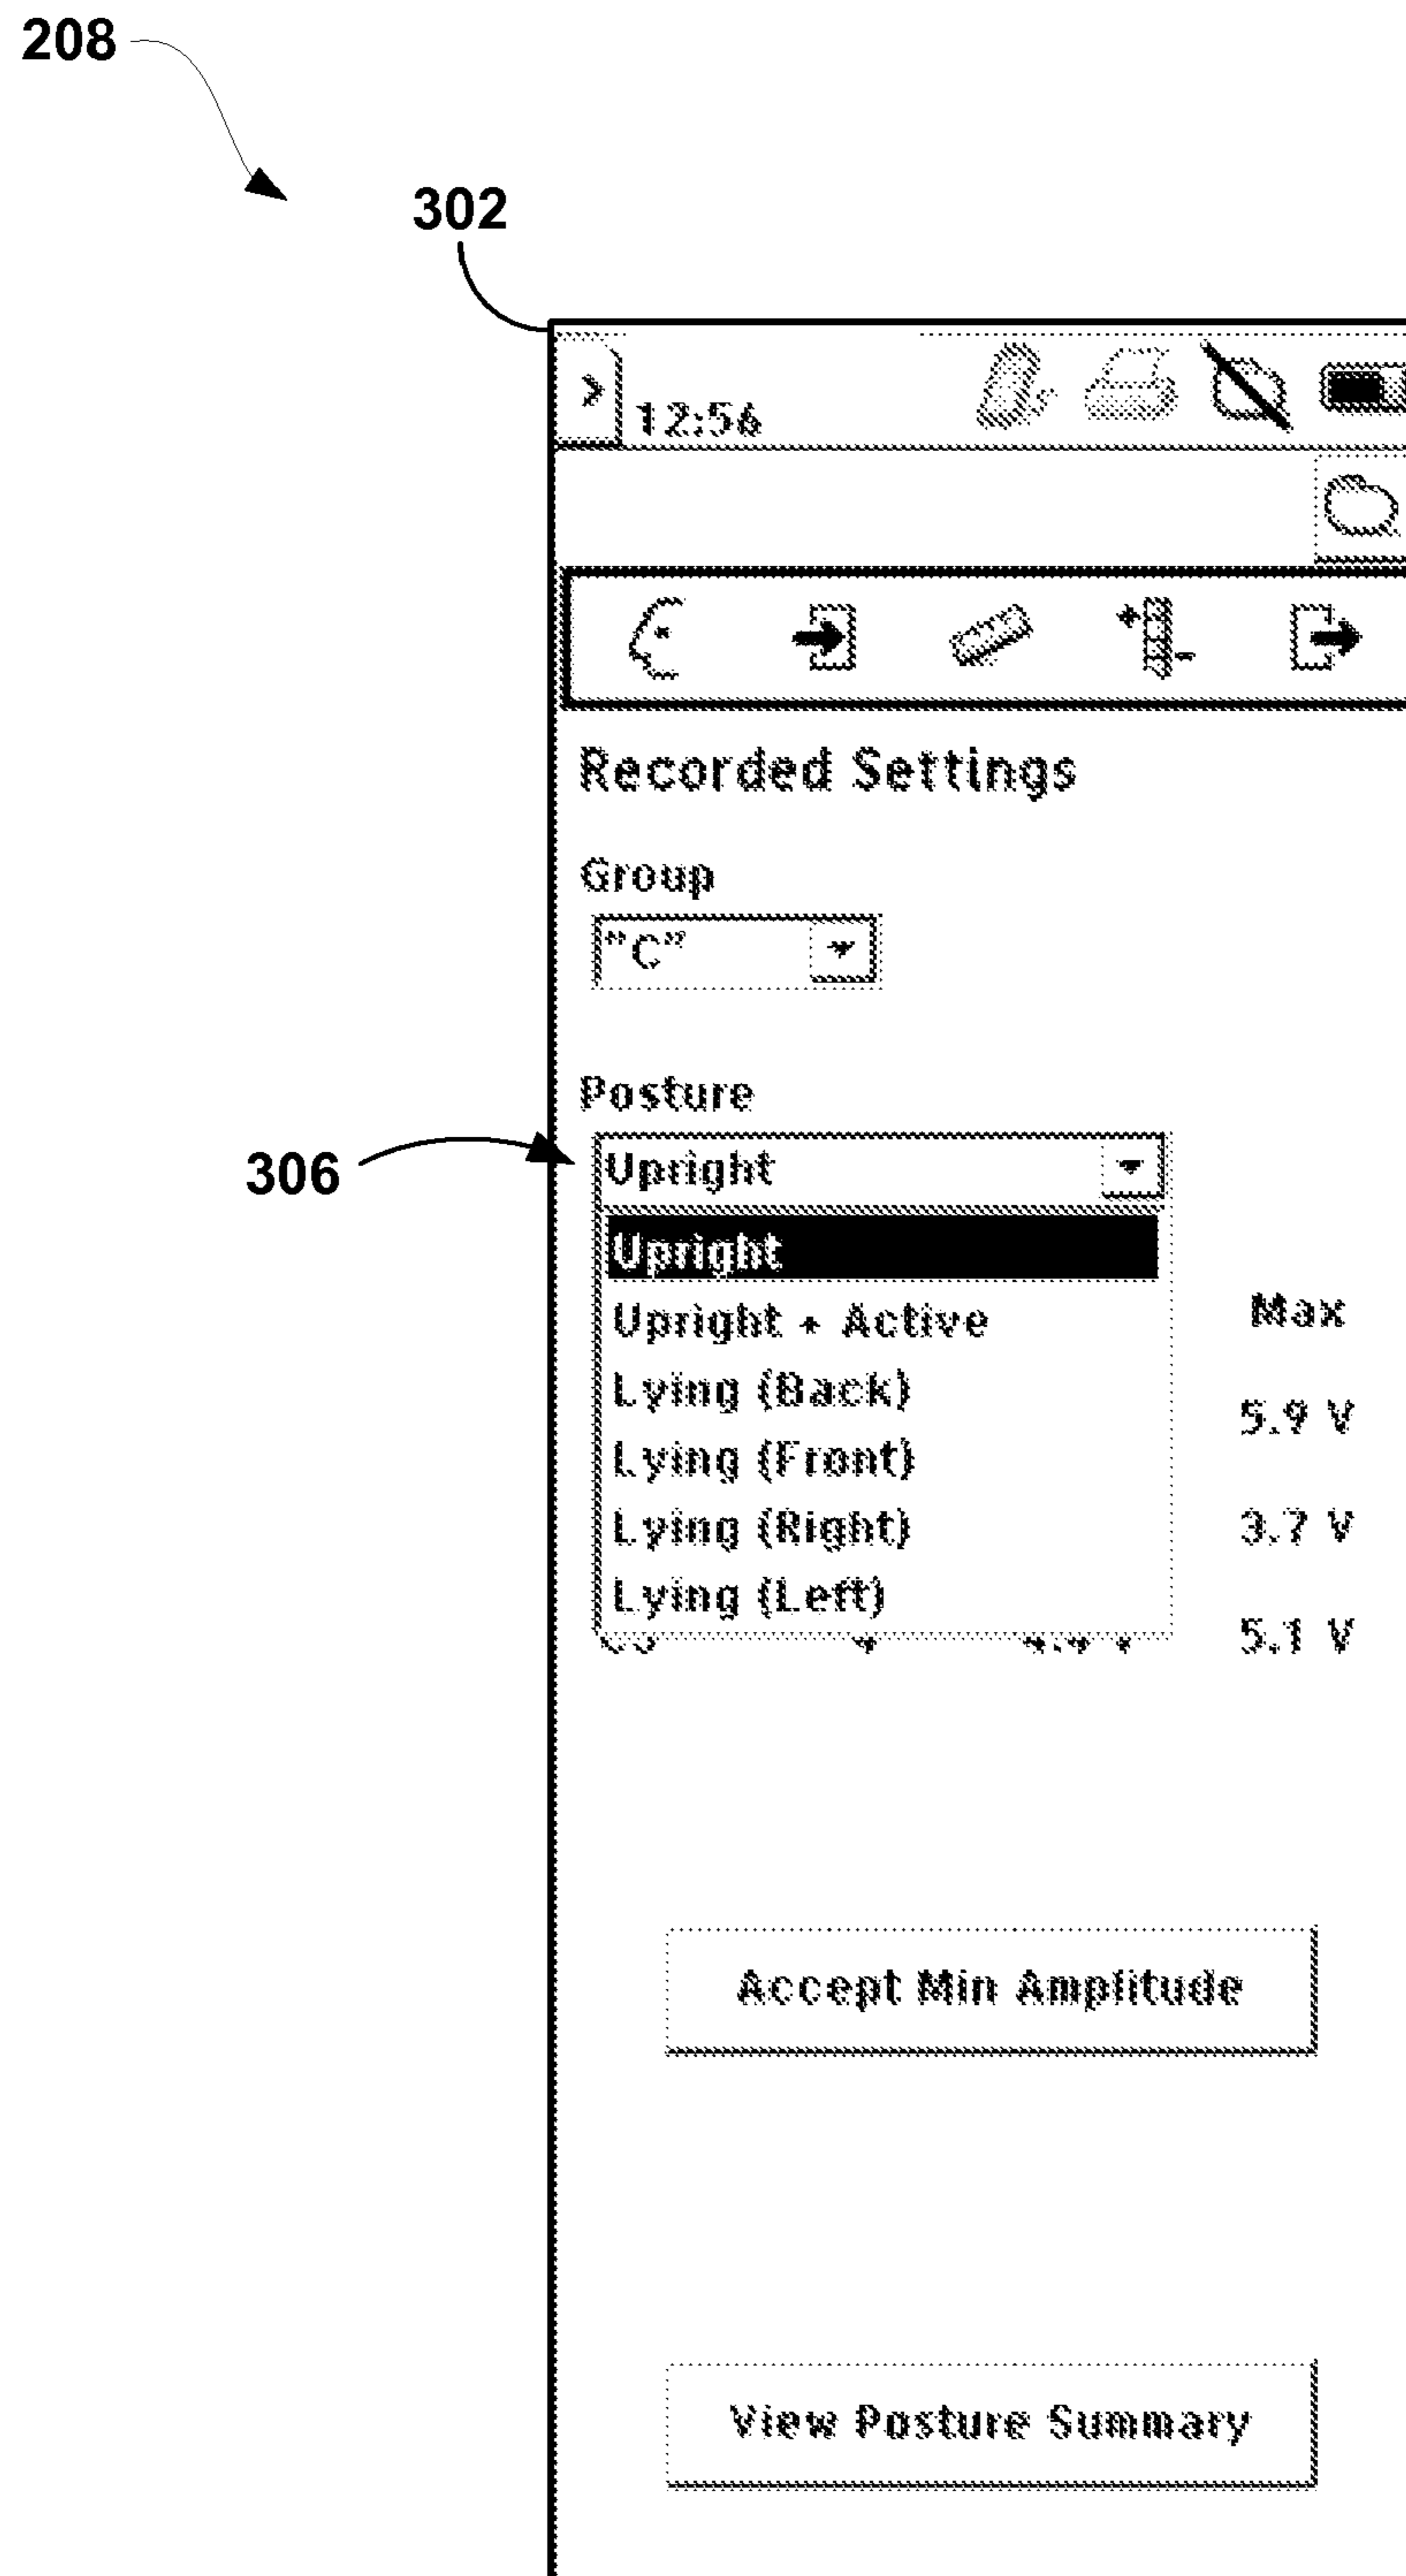 208
302
12:56
Recorded Settings
Group
"C"
Posture
306
Upright
Upright
Upright + Active
Max
Lying (Back)
5.9 V
Lying (Front)
Lying (Right)
3.7 V
Lying (Left)
5.1 V
Accept Min Amplitude
View Posture Summary